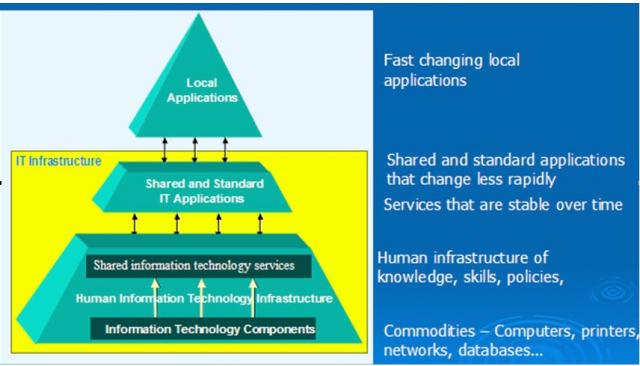 Local
Applications
Fast changing local
applications
IT Infrastructure
Shared and Standard
IT Applications
Shared and standard applications
that change less rapidly
Services that are stable over time
Shared information technology services
Human Information Technology Infrastructure
Human infrastructure of
knowledge, skills, policies,
Information Technology Components
Commodities – Computers, printers,
networks, databases...